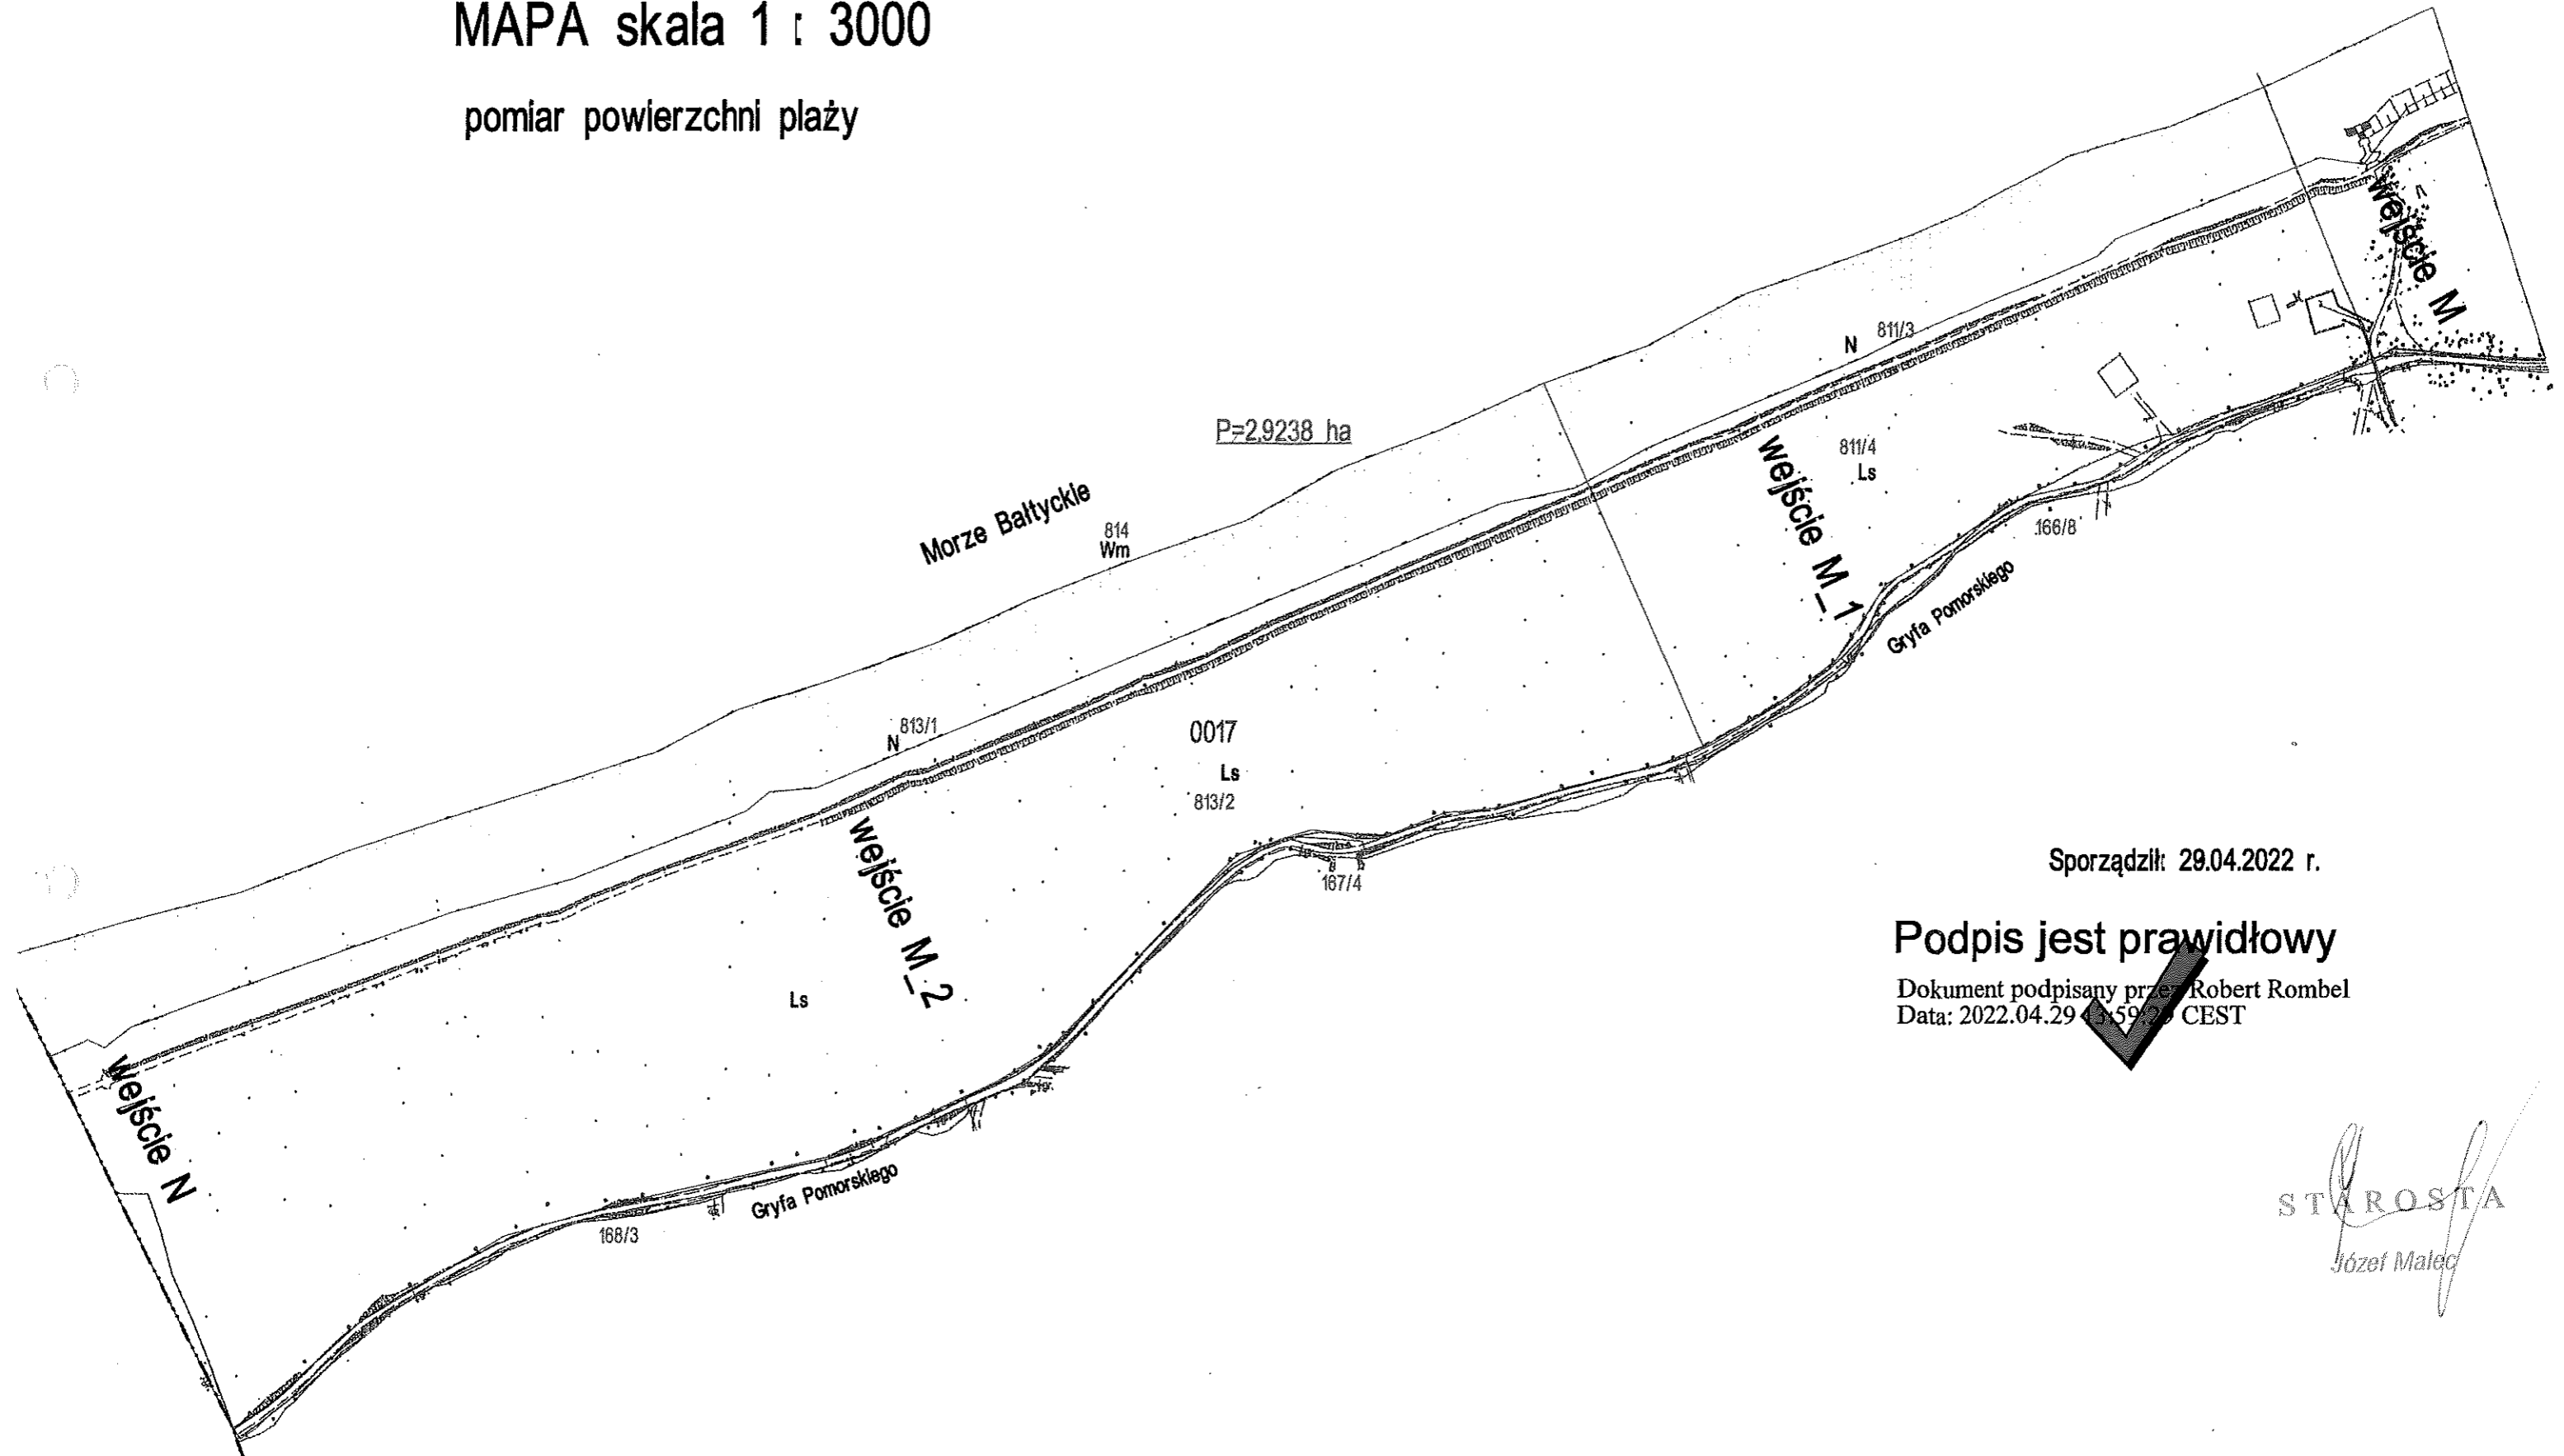 MAPA skala 1 : 3000
pomiar powierzchni plaży
wejście M
811/3
N
P=2,9238 ha
811/4
Ls
wejście M_1
Morze Bałtyckie
814
Wm
166/8
Gryfa Pomorskiego
813/1
N
0017
Ls
813/2
wejście M_2
167/4
Sporządził: 29.04.2022 r.
Podpis jest prawidłowy
Dokument podpisany przez Robert Rombel
Data: 2022.04.29 13:59:29 CEST
Ls
wejście N
Gryfa Pomorskiego
168/3
STAROSTA
Józef Malec